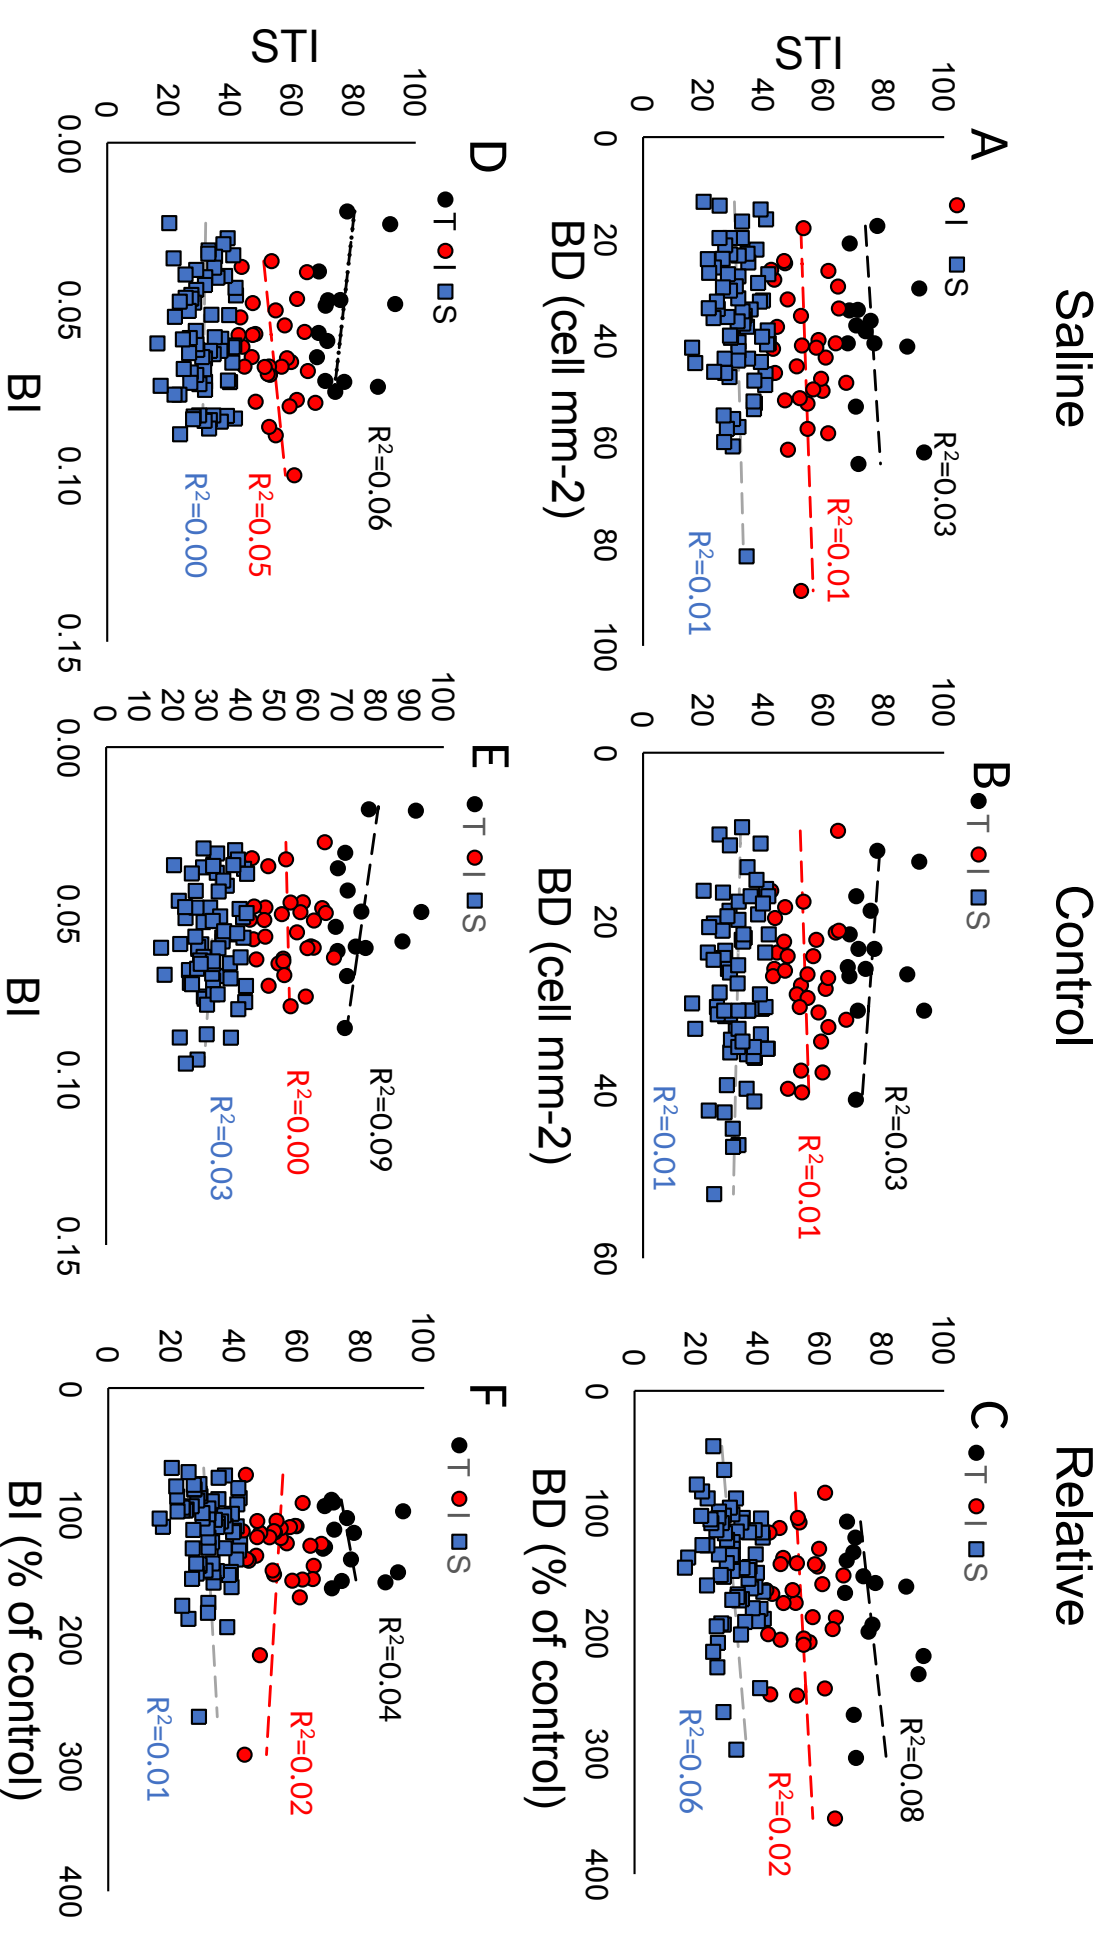 Saline
Control
Relative
A
I S
STI
100
80
60
40
20
0
R²=0.03
R²=0.01
R²=0.01
0 20 40 60 80 100
BD (cell mm-2)
B
T I S
100
80
60
40
20
0
R²=0.03
R²=0.01
R²=0.01
0 20 40 60
BD (cell mm-2)
C
T I S
100
80
60
40
20
0
R²=0.08
R²=0.02
R²=0.06
0 100 200 300 400
BD (% of control)
D
T I S
STI
100
80
60
40
20
0
R²=0.06
R²=0.05
R²=0.00
0.00 0.05 0.10 0.15
BI
E
T I S
100
90
80
70
60
50
40
30
20
10
0
R²=0.09
R²=0.00
R²=0.03
0.00 0.05 0.10 0.15
BI
F
T I S
100
80
60
40
20
0
R²=0.04
R²=0.02
R²=0.01
0 100 200 300 400
BI (% of control)